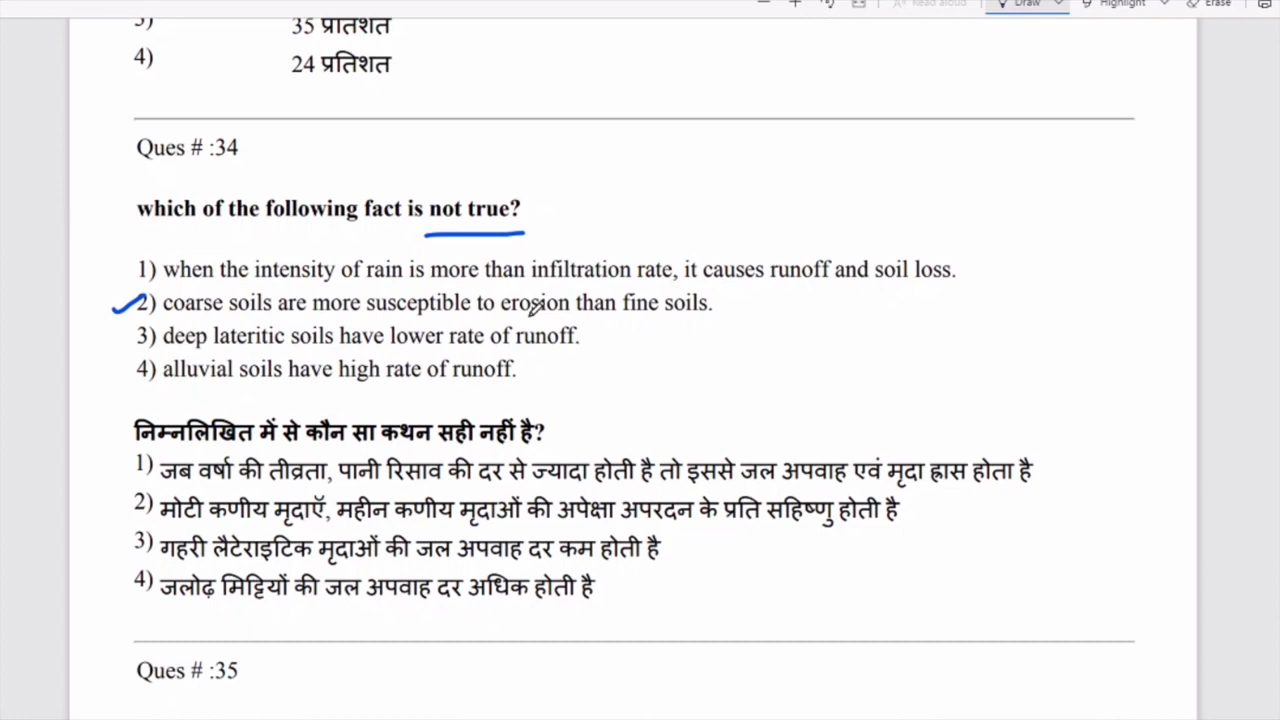 Read aloud Draw Highlight Erase
3) 35 प्रतिशत
4) 24 प्रतिशत
Ques # :34
which of the following fact is not true?
1) when the intensity of rain is more than infiltration rate, it causes runoff and soil loss.
2) coarse soils are more susceptible to erosion than fine soils.
3) deep lateritic soils have lower rate of runoff.
4) alluvial soils have high rate of runoff.
निम्नलिखित में से कौन सा कथन सही नहीं है?
1) जब वर्षा की तीव्रता, पानी रिसाव की दर से ज्यादा होती है तो इससे जल अपवाह एवं मृदा ह्रास होता है
2) मोटी कणीय मृदाएँ, महीन कणीय मृदाओं की अपेक्षा अपरदन के प्रति सहिष्णु होती है
3) गहरी लैटेराइटिक मृदाओं की जल अपवाह दर कम होती है
4) जलोढ़ मिट्टियों की जल अपवाह दर अधिक होती है
Ques # :35